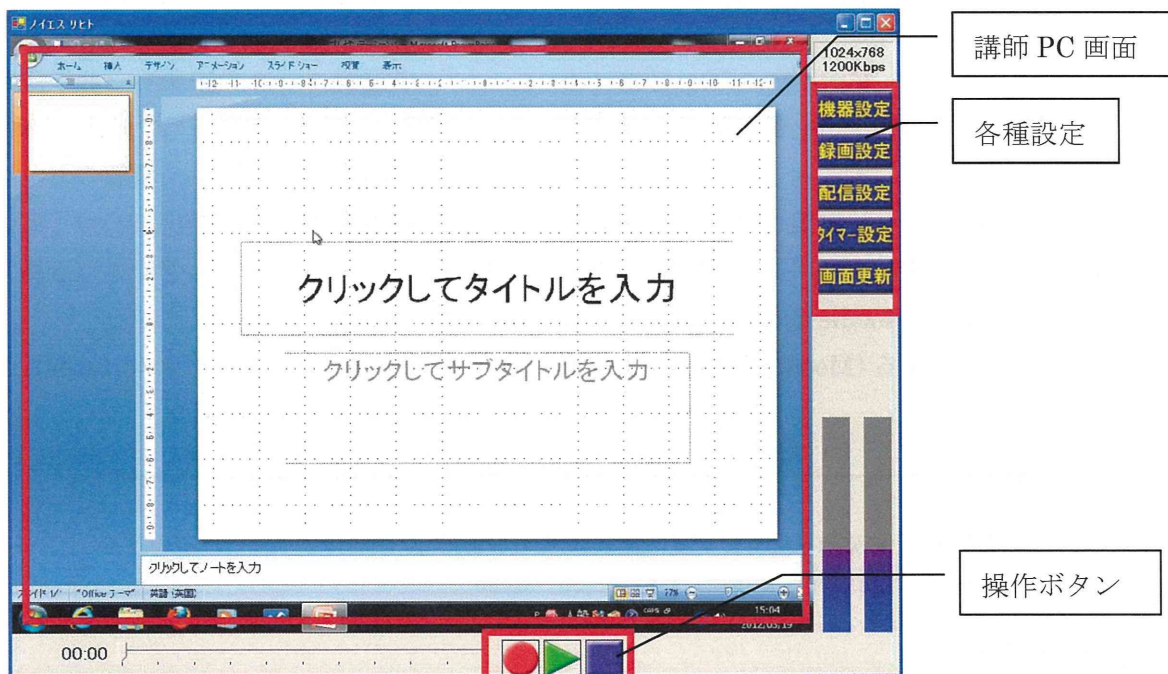 ノイエス リヒト
1024x768
1200Kbps
講師 PC 画面
ホーム 挿入 デザイン アニメーション スライド ショー 校閲 表示
機器設定
各種設定
録画設定
配信設定
タイマー設定
画面更新
クリックしてタイトルを入力
クリックしてサブタイトルを入力
クリックしてノートを入力
"Office テーマ" 英語 (英国) 77%
操作ボタン
15:04
2012/03/19
00:00